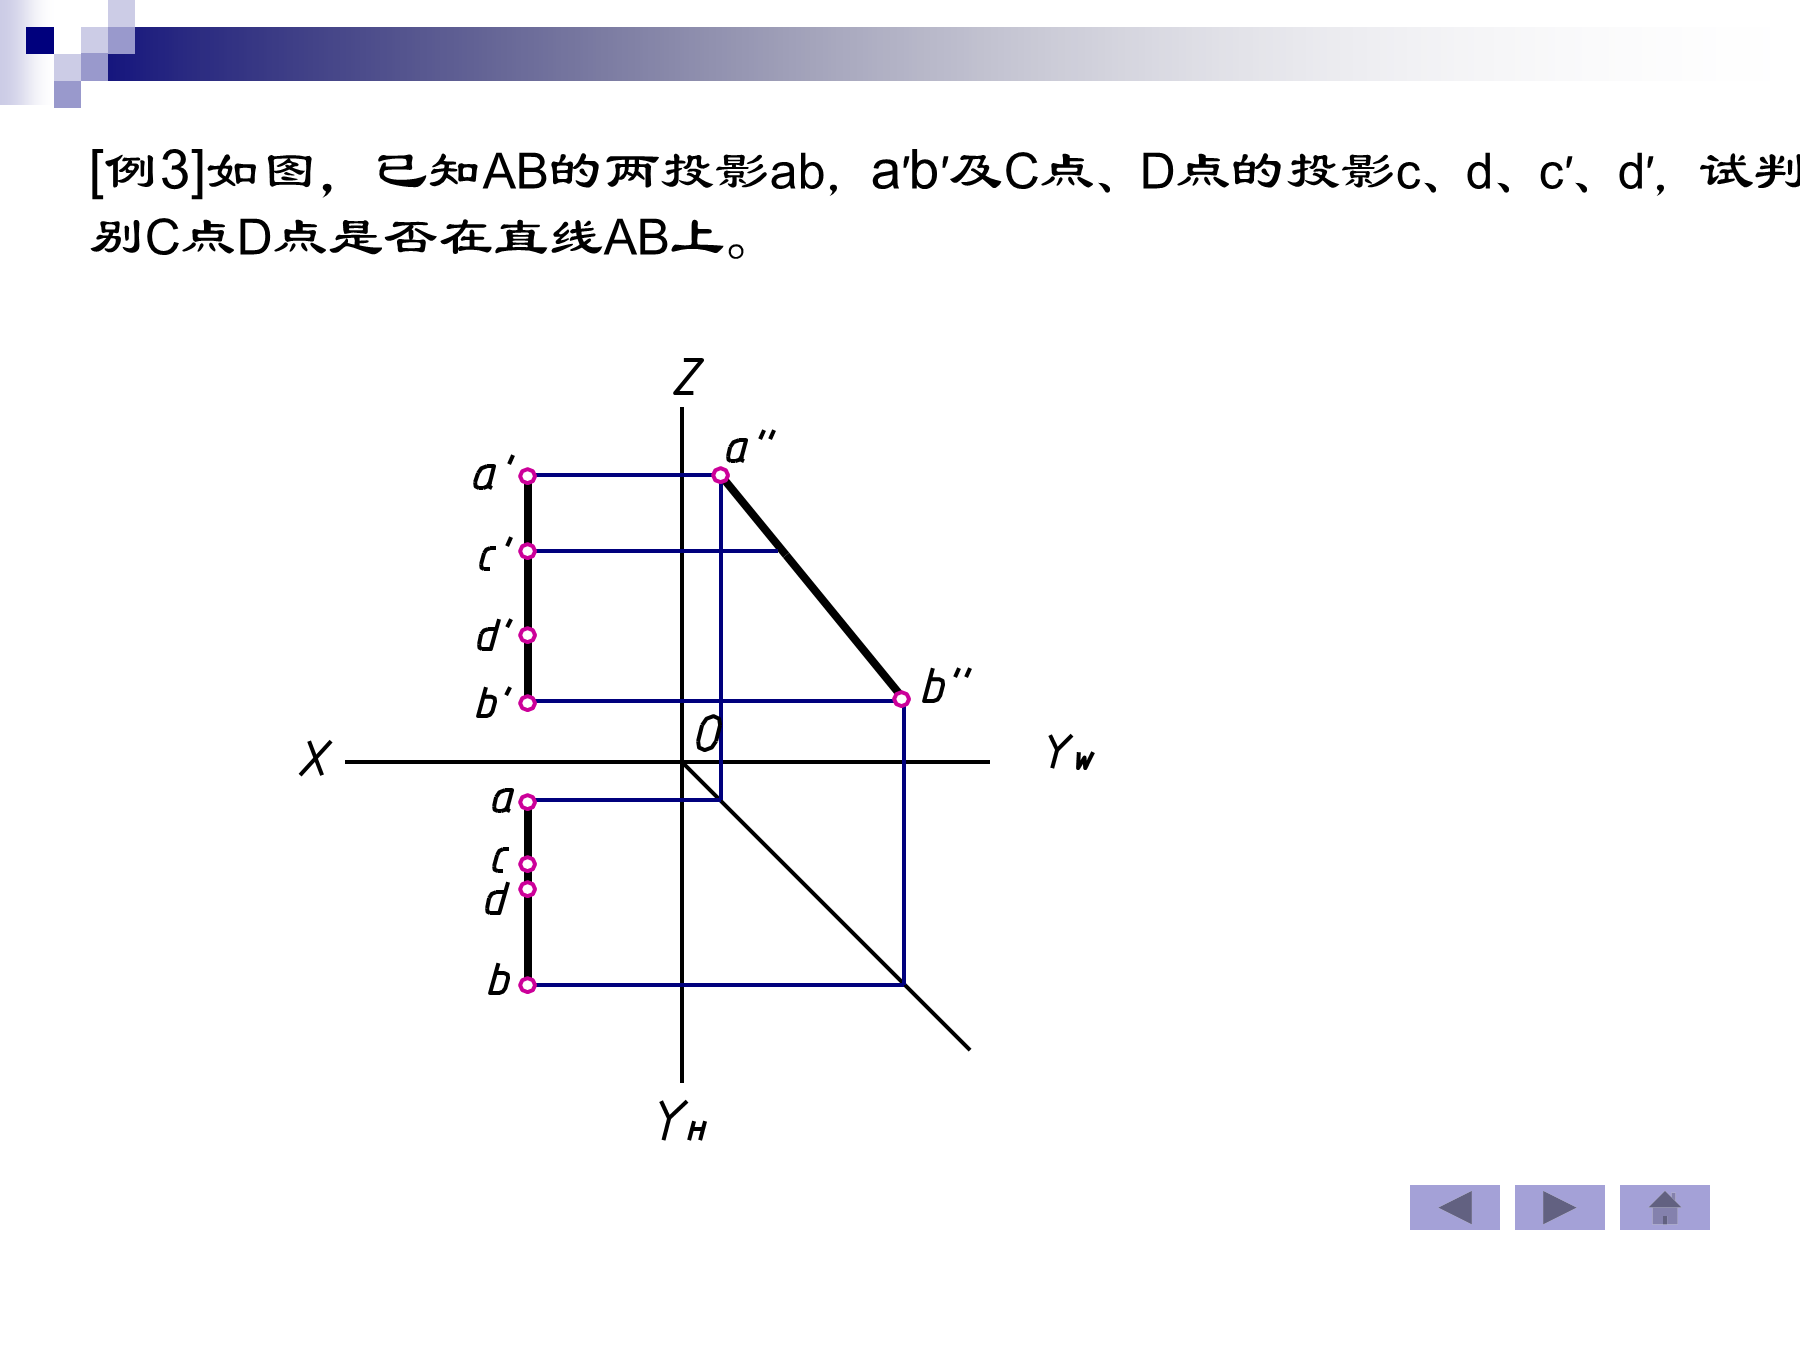 [例3]如图，已知AB的两投影ab，a′b′及C点、D点的投影c、d、c′、d′，试判
别C点D点是否在直线AB上。
Z
a″
a′
c′
d′
b″
b′
O
X
YW
a
c
d
b
YH